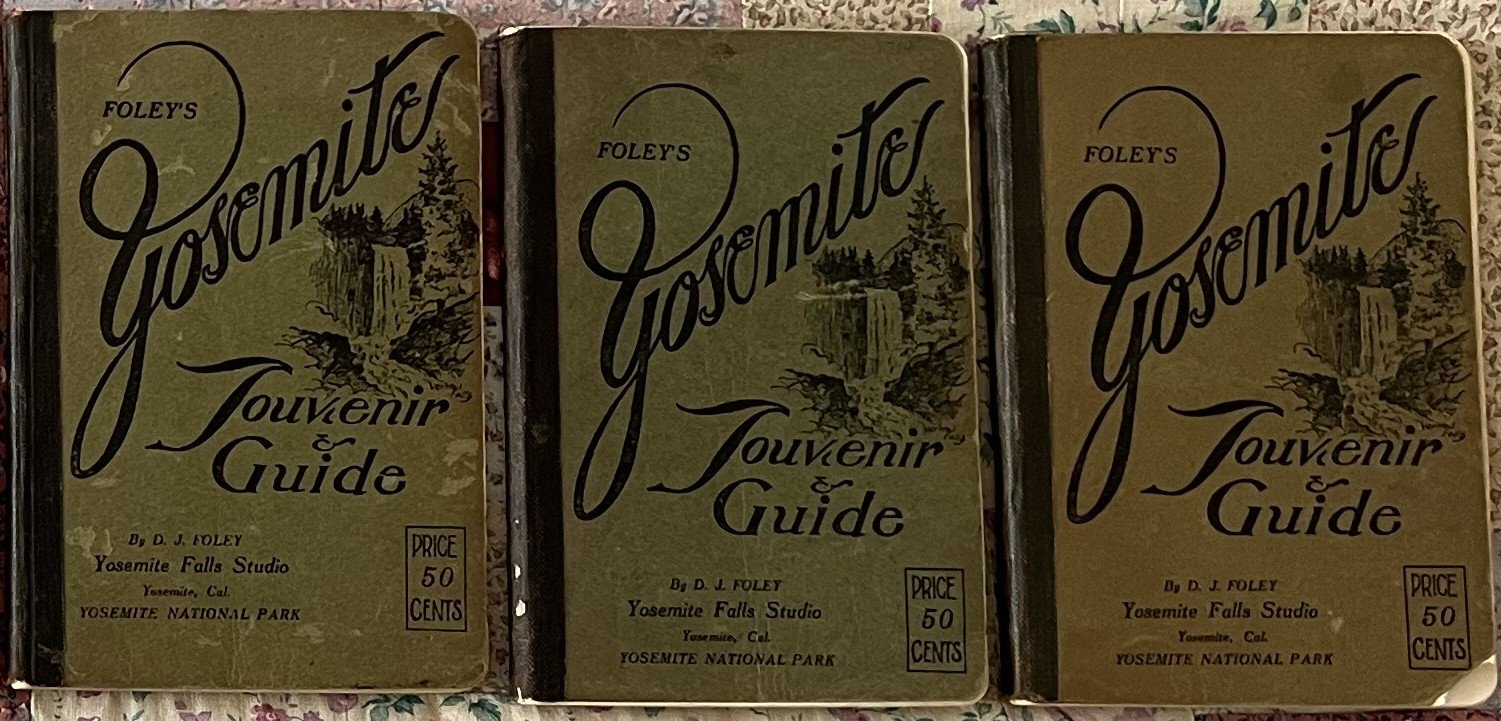 FOLEY'S
Yosemite
Souvenir
&
Guide
By D. J. FOLEY
Yosemite Falls Studio
Yosemite, Cal.
YOSEMITE NATIONAL PARK
PRICE
50
CENTS
FOLEY'S
Yosemite
Souvenir
&
Guide
By D. J. FOLEY
Yosemite Falls Studio
Yosemite, Cal.
YOSEMITE NATIONAL PARK
PRICE
50
CENTS
FOLEY'S
Yosemite
Souvenir
&
Guide
By D. J. FOLEY
Yosemite Falls Studio
Yosemite, Cal.
YOSEMITE NATIONAL PARK
PRICE
50
CENTS